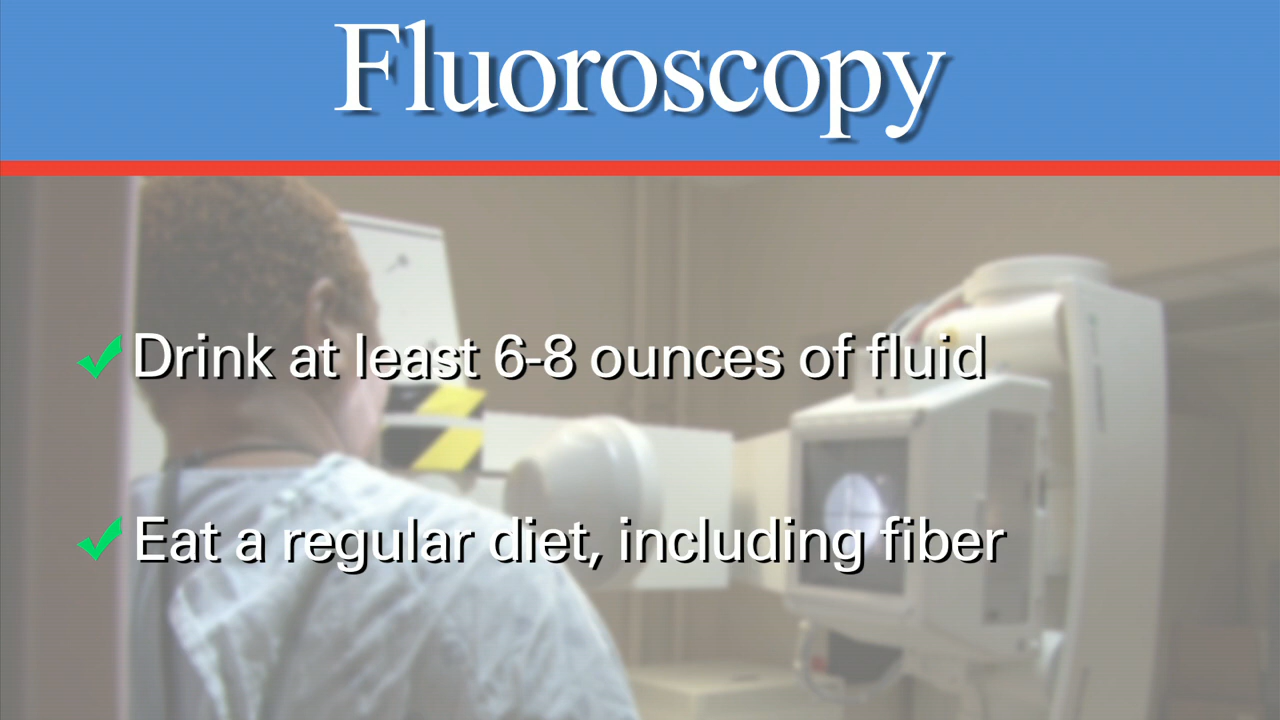 Fluoroscopy
Drink at least 6-8 ounces of fluid
Eat a regular diet, including fiber